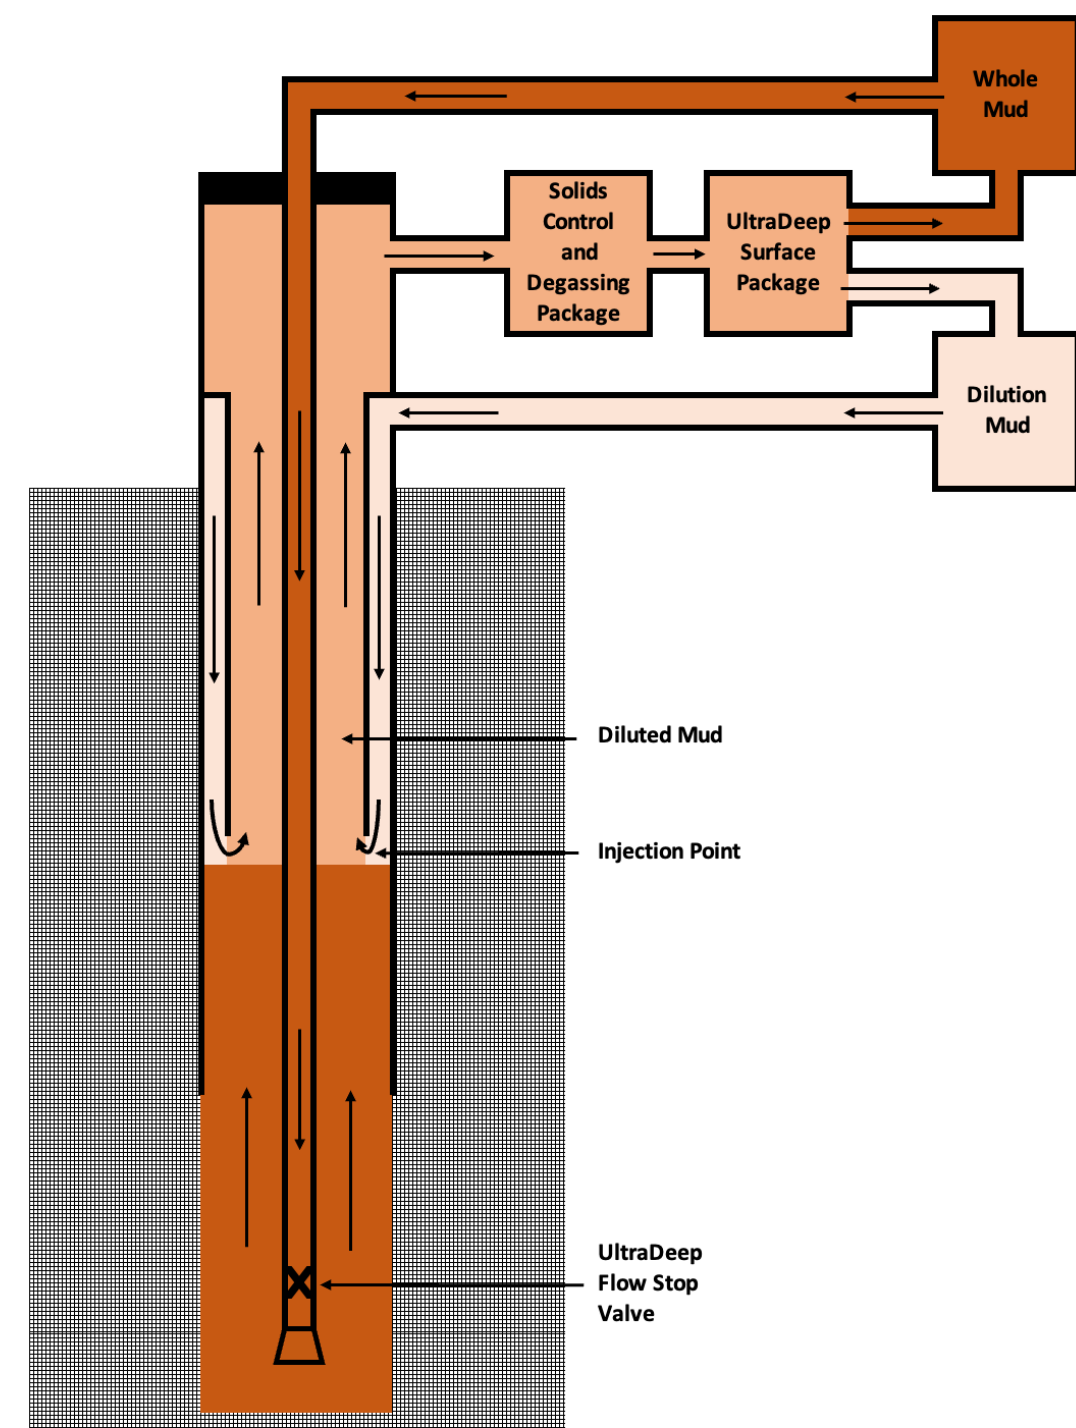 Whole
Mud
Solids
Control
and
Degassing
Package
UltraDeep
Surface
Package
Dilution
Mud
Diluted Mud
Injection Point
UltraDeep
Flow Stop
Valve
X